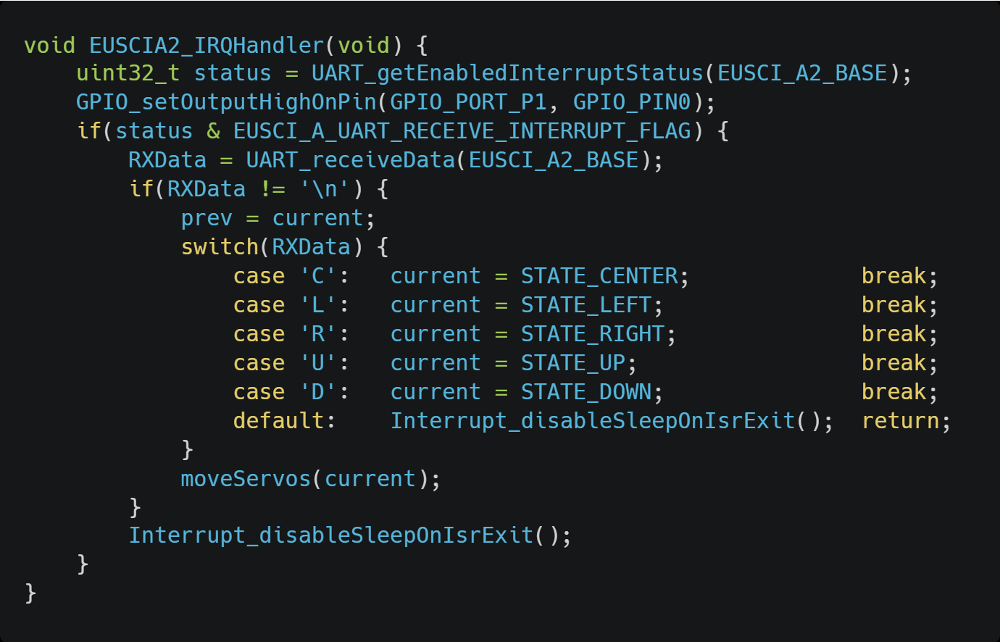 void EUSCIA2_IRQHandler(void) {
    uint32_t status = UART_getEnabledInterruptStatus(EUSCI_A2_BASE);
    GPIO_setOutputHighOnPin(GPIO_PORT_P1, GPIO_PIN0);
    if(status & EUSCI_A_UART_RECEIVE_INTERRUPT_FLAG) {
        RXData = UART_receiveData(EUSCI_A2_BASE);
        if(RXData != '\n') {
            prev = current;
            switch(RXData) {
                case 'C':   current = STATE_CENTER;             break;
                case 'L':   current = STATE_LEFT;               break;
                case 'R':   current = STATE_RIGHT;              break;
                case 'U':   current = STATE_UP;                 break;
                case 'D':   current = STATE_DOWN;               break;
                default:    Interrupt_disableSleepOnIsrExit();  return;
            }
            moveServos(current);
        }
        Interrupt_disableSleepOnIsrExit();
    }
}